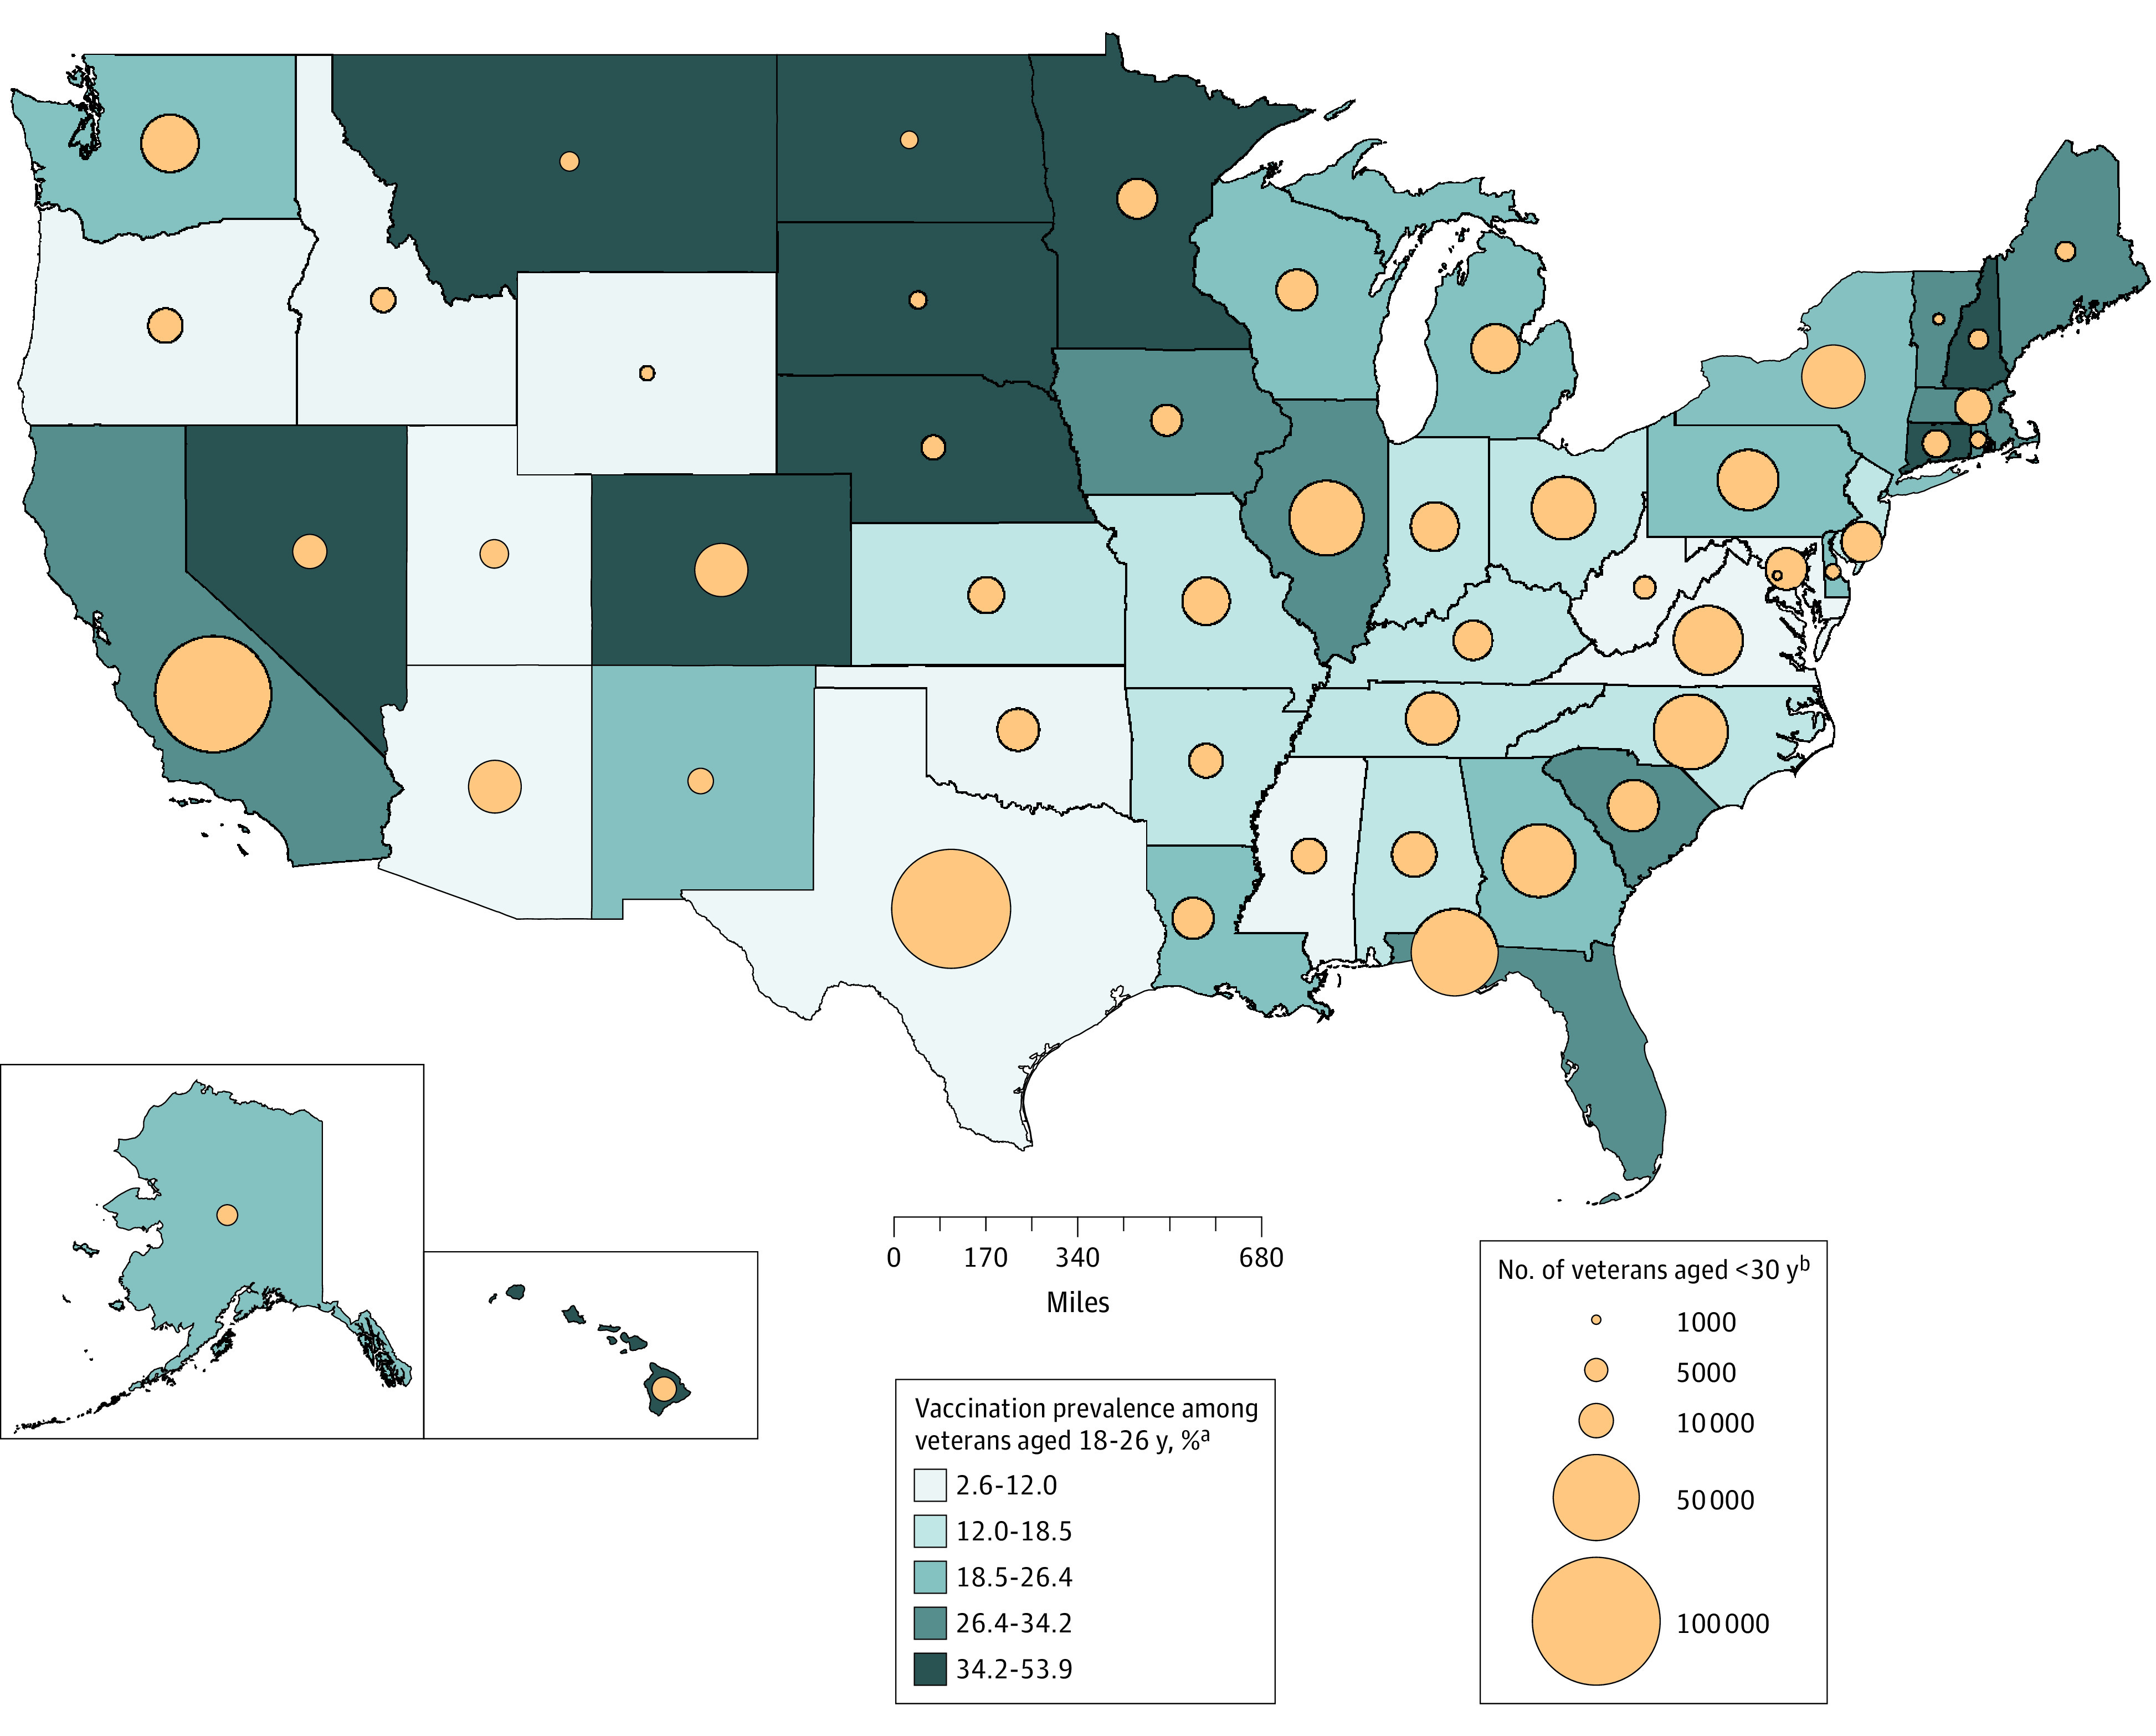 0 170 340 680
Miles
Vaccination prevalence among
veterans aged 18-26 y, %a
2.6-12.0
12.0-18.5
18.5-26.4
26.4-34.2
34.2-53.9
No. of veterans aged <30 yb
1000
5000
10 000
50 000
100 000